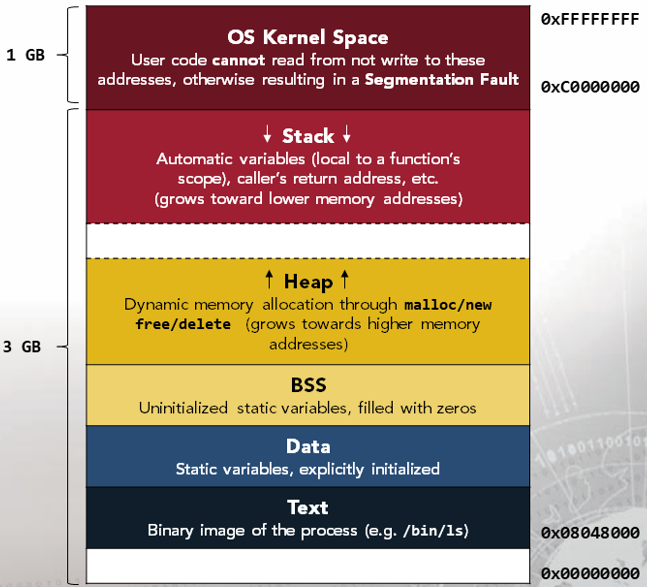 OS Kernel Space
User code cannot read from not write to these
addresses, otherwise resulting in a Segmentation Fault
1 GB
0xFFFFFFFF
0xC0000000
↓ Stack ↓
Automatic variables (local to a function's
scope), caller's return address, etc.
(grows toward lower memory addresses)
↑ Heap ↑
Dynamic memory allocation through malloc/new
free/delete (grows towards higher memory
addresses)
3 GB
BSS
Uninitialized static variables, filled with zeros
Data
Static variables, explicitly initialized
Text
Binary image of the process (e.g. /bin/ls)
0x08048000
0x00000000